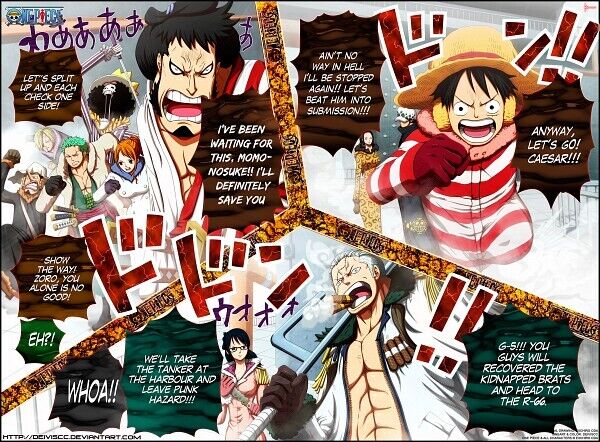 ONE PIECE
わめあああぁ
LET'S SPLIT
UP AND EACH
CHECK ONE
SIDE!
I'VE BEEN
WAITING FOR
THIS, MOMO-
NOSUKE!! I'LL
DEFINITELY
SAVE YOU
AIN'T NO
WAY IN HELL
I'LL BE STOPPED
AGAIN!! LET'S
BEAT HIM INTO
SUBMISSION!!!
ドン!!
ANYWAY,
LET'S GO!
CAESAR!!!
SHOW
THE WAY!
ZORO, YOU
ALONE IS NO
GOOD!
EH?!
WHOA!!
ドドン!!
ウオオオ
WE'LL TAKE
THE TANKER AT
THE HARBOUR AND
LEAVE PUNK
HAZARD!!!
G-5!!! YOU
GUYS WILL
RECOVERED THE
KIDNAPPED BRATS
AND HEAD TO
THE R-66.
HTTP://DEIVISCC.DEVIANTART.COM